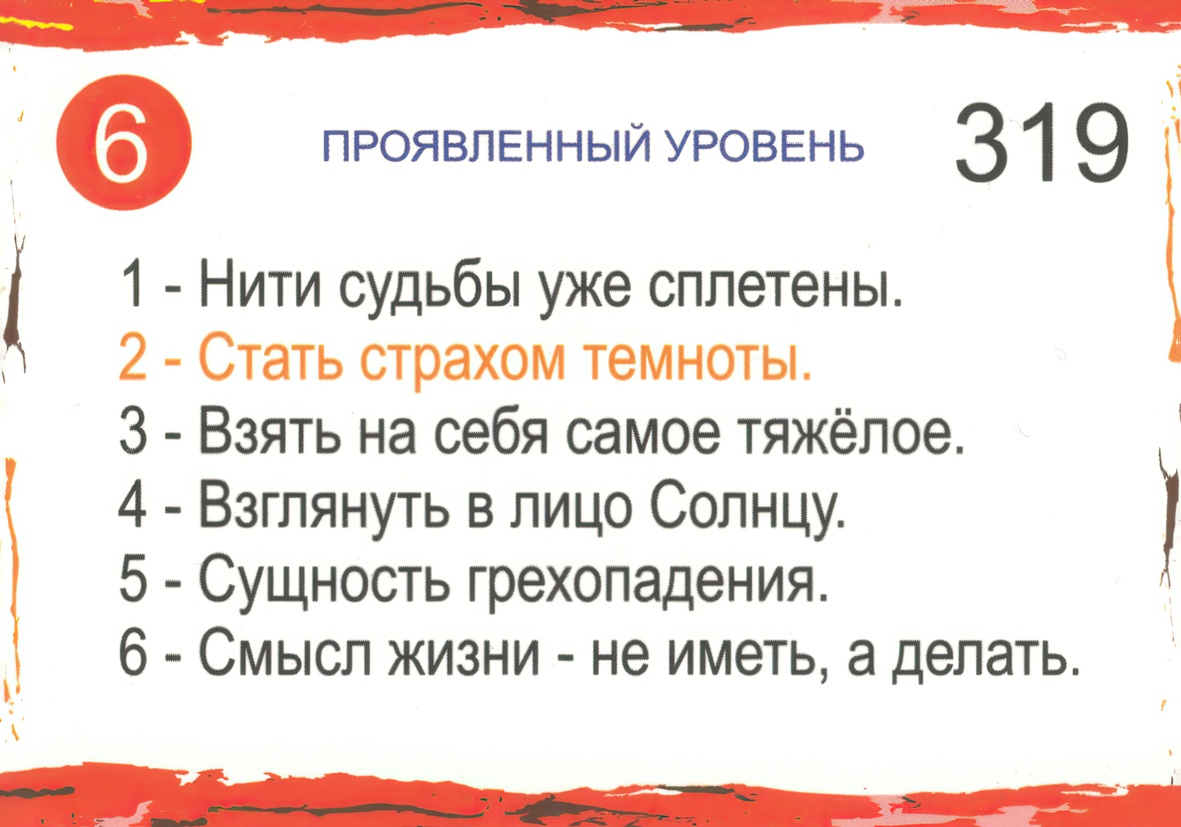 6 ПРОЯВЛЕННЫЙ УРОВЕНЬ 319
1 - Нити судьбы уже сплетены.
2 - Стать страхом темноты.
3 - Взять на себя самое тяжёлое.
4 - Взглянуть в лицо Солнцу.
5 - Сущность грехопадения.
6 - Смысл жизни - не иметь, а делать.